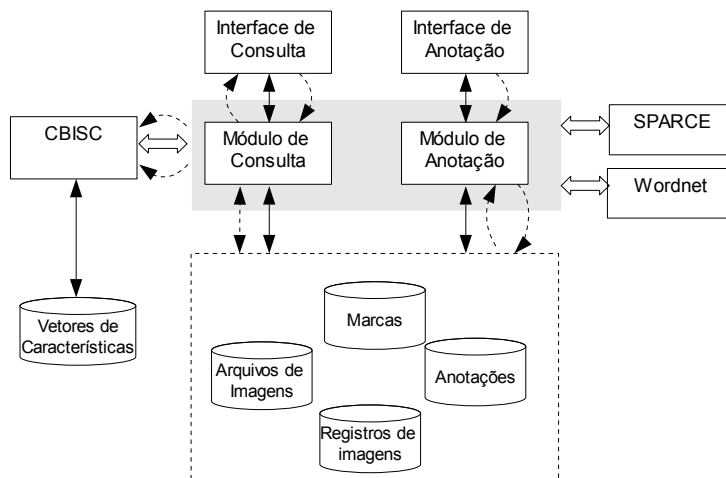 Interface de
Consulta
Interface de
Anotação
CBISC
Módulo de
Consulta
Módulo de
Anotação
SPARCE
Wordnet
Vetores de
Características
Marcas
Arquivos de
Imagens
Anotações
Registros de
imagens